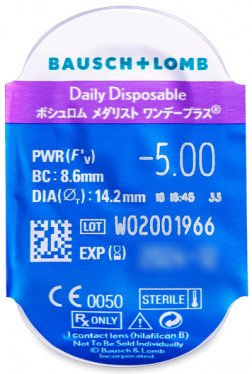 BAUSCH + LOMB
Daily Disposable
ボシュロム メダリスト ワンデープラス®
PWR(F'v) -5.00
BC: 8.6mm
DIA(ØT): 14.2mm 33
LOT W02001966
EXP
CE 0050 STERILE
Rx ONLY
1 contact lens (hilafilcon B)
Not To Be Sold Individually
© Bausch & Lomb
Incorporated